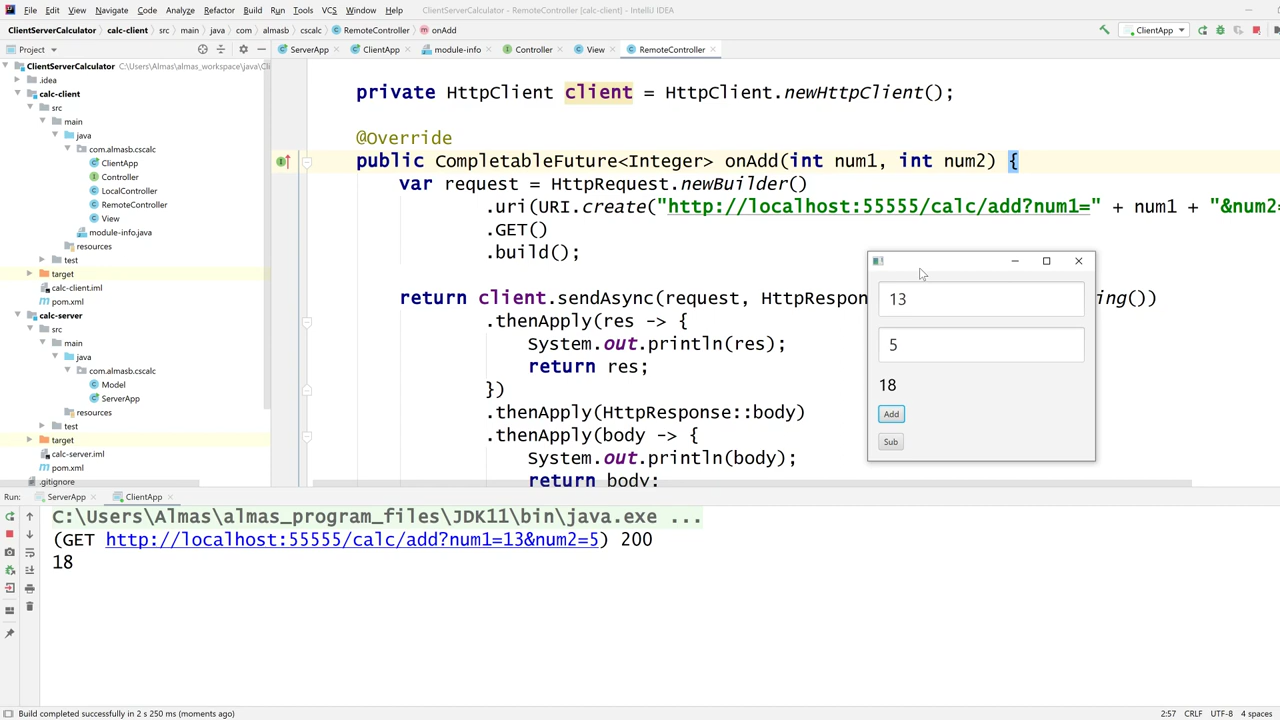 File Edit View Navigate Code Analyze Refactor Build Run Tools VCS Window Help ClientServerCalculator - RemoteController [calc-client] - IntelliJ IDEA
ClientServerCalculator calc-client src main java com almasb cscalc RemoteController onAdd ClientApp
Project ServerApp ClientApp module-info Controller View RemoteController
ClientServerCalculator C:\Users\Almas\almas_workspace\java\Cli
.idea
calc-client
src
main
java
com.almasb.cscalc
ClientApp
Controller
LocalController
RemoteController
View
module-info.java
resources
test
target
calc-client.iml
pom.xml
calc-server
src
main
java
com.almasb.cscalc
Model
ServerApp
resources
test
target
calc-server.iml
pom.xml
.gitignore
private HttpClient client = HttpClient.newHttpClient();
@Override
public CompletableFuture<Integer> onAdd(int num1, int num2) {
var request = HttpRequest.newBuilder()
.uri(URI.create("http://localhost:55555/calc/add?num1=" + num1 + "&num2=
.GET()
.build();
return client.sendAsync(request, HttpRespon ing())
.thenApply(res -> {
System.out.println(res);
return res;
})
.thenApply(HttpResponse::body)
.thenApply(body -> {
System.out.println(body);
return body;
13
5
18
Add
Sub
Run: ServerApp ClientApp
C:\Users\Almas\almas_program_files\JDK11\bin\java.exe ...
(GET http://localhost:55555/calc/add?num1=13&num2=5) 200
18
Build completed successfully in 2 s 250 ms (moments ago) 2:57 CRLF UTF-8 4 spaces